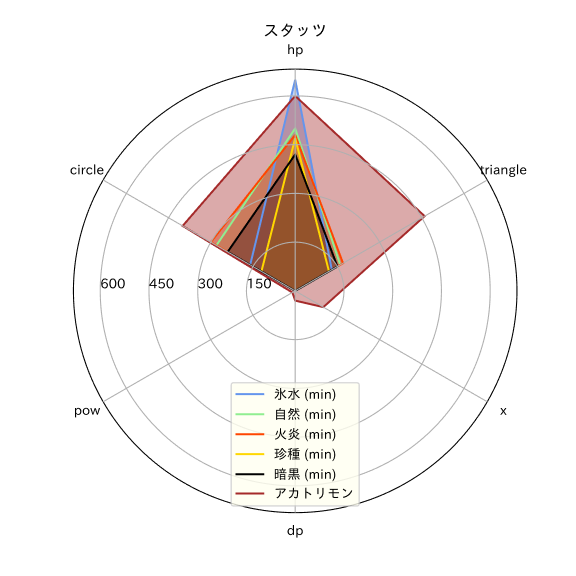 スタッツ
hp
circle
triangle
600
450
300
150
pow
x
氷水 (min)
自然 (min)
火炎 (min)
珍種 (min)
暗黒 (min)
アカトリモン
dp